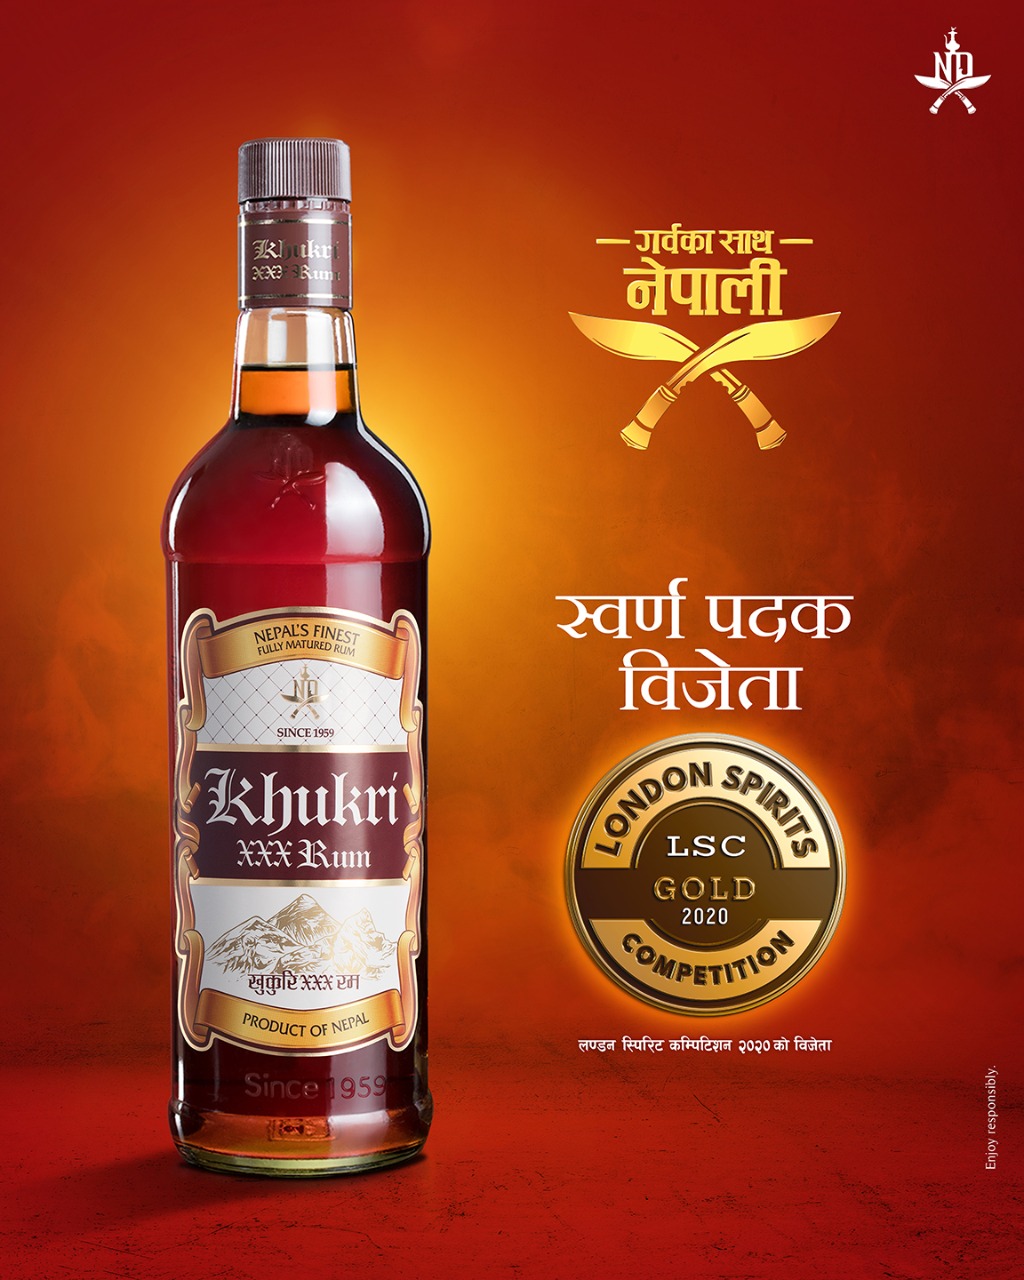 ND
Khukri
XXX Rum
— गर्वका साथ —
नेपाली
NEPAL'S FINEST
FULLY MATURED RUM
ND
SINCE 1959
Khukri
XXX Rum
खुकुरि XXX रम
PRODUCT OF NEPAL
Since 1959
स्वर्ण पदक
विजेता
LONDON SPIRITS
LSC
GOLD
2020
COMPETITION
लण्डन स्पिरिट कम्पिटिशन २०२० को विजेता
Enjoy responsibly.